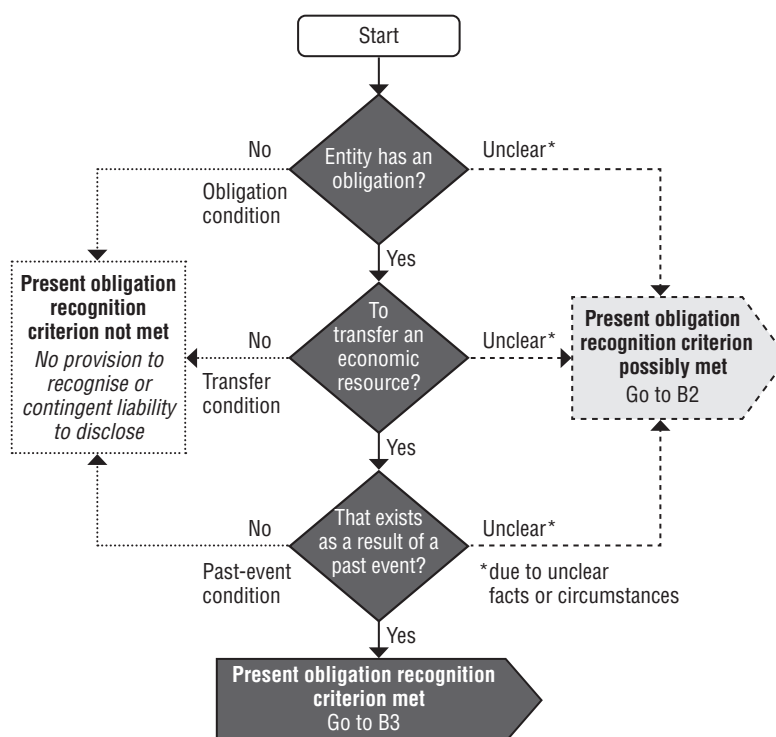 Start
No
Entity has an
obligation?
Unclear*
Obligation
condition
Yes
Present obligation
recognition
criterion not met
No provision to
recognise or
contingent liability
to disclose
No
Transfer
condition
To
transfer an
economic
resource?
Unclear*
Present obligation
recognition criterion
possibly met
Go to B2
Yes
No
Past-event
condition
That exists
as a result of a
past event?
Unclear*
*due to unclear
facts or circumstances
Yes
Present obligation recognition
criterion met
Go to B3